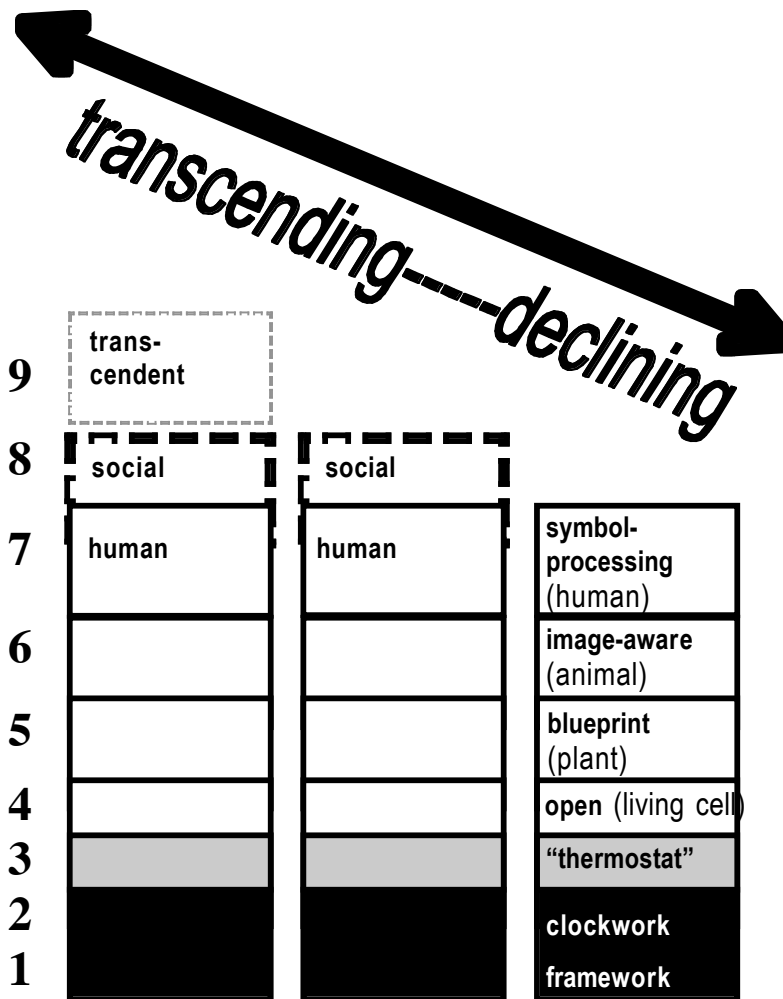 transcending-----declining
9
trans-
cendent
8
social
social
7
human
human
symbol-
processing
(human)
6
image-aware
(animal)
5
blueprint
(plant)
4
open (living cell)
3
“thermostat”
2
clockwork
1
framework